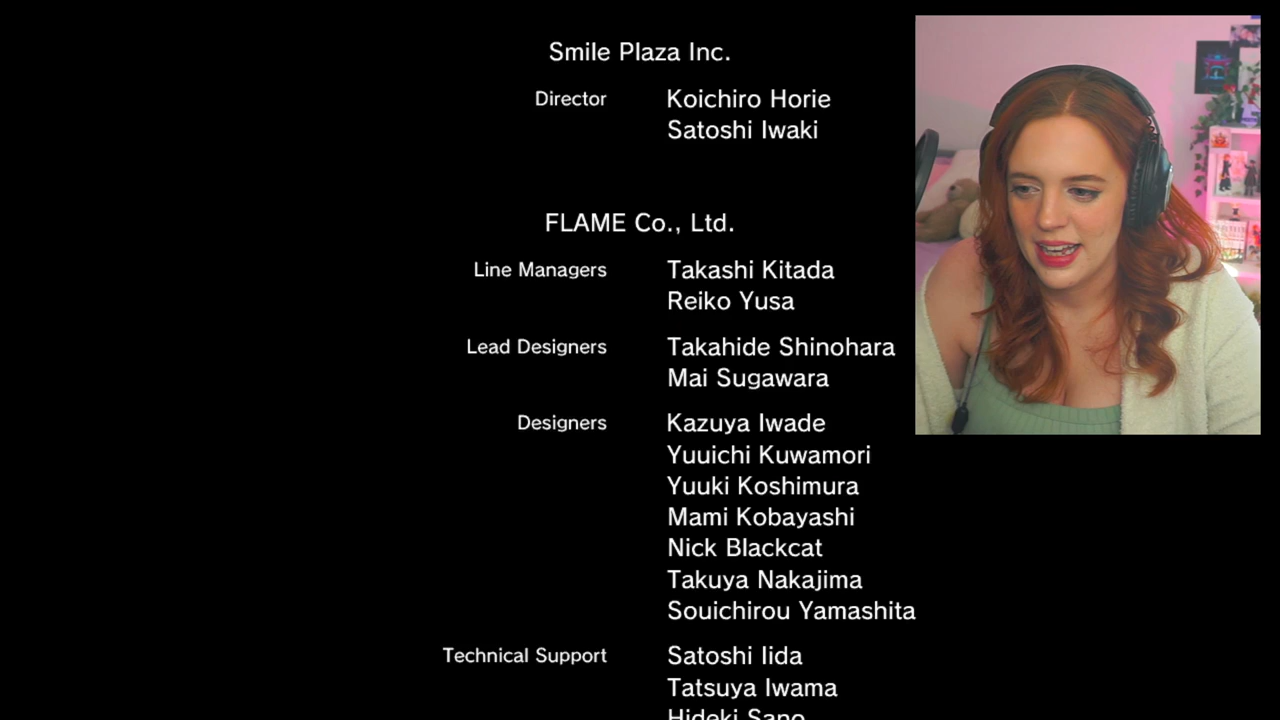 Smile Plaza Inc.
Director Koichiro Horie
Satoshi Iwaki
FLAME Co., Ltd.
Line Managers Takashi Kitada
Reiko Yusa
Lead Designers Takahide Shinohara
Mai Sugawara
Designers Kazuya Iwade
Yuuichi Kuwamori
Yuuki Koshimura
Mami Kobayashi
Nick Blackcat
Takuya Nakajima
Souichirou Yamashita
Technical Support Satoshi Iida
Tatsuya Iwama
Hideki Sano